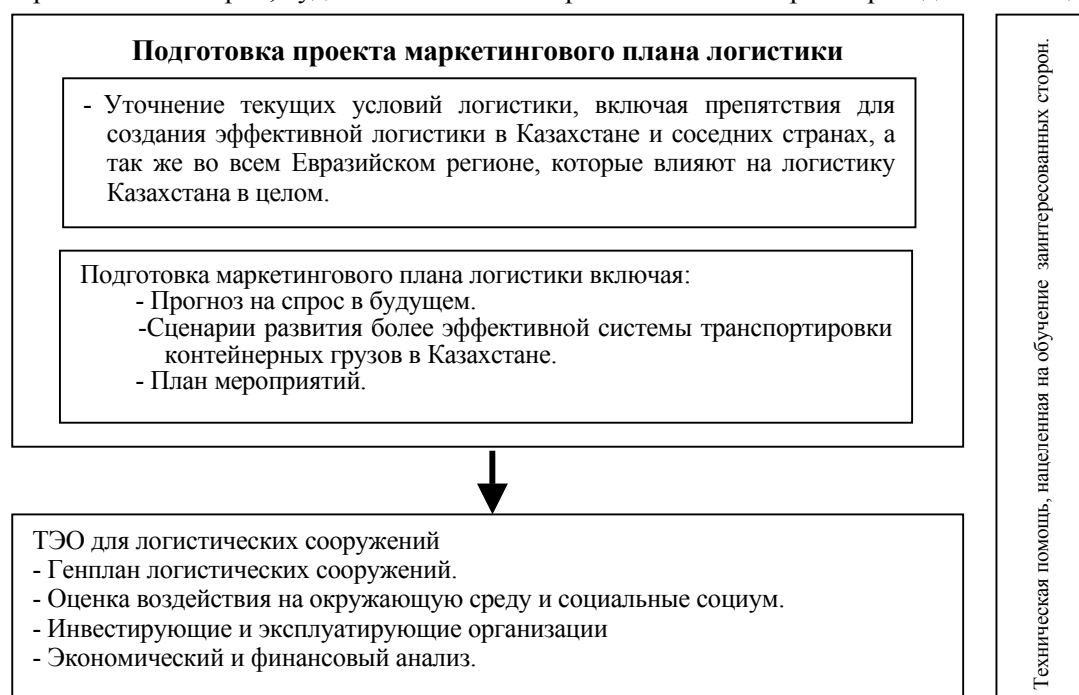 Подготовка проекта маркетингового плана логистики
- Уточнение текущих условий логистики, включая препятствия для
создания эффективной логистики в Казахстане и соседних странах, а
так же во всем Евразийском регионе, которые влияют на логистику
Казахстана в целом.
Подготовка маркетингового плана логистики включая:
- Прогноз на спрос в будущем.
-Сценарии развития более эффективной системы транспортировки
контейнерных грузов в Казахстане.
- План мероприятий.
ТЭО для логистических сооружений
- Генплан логистических сооружений.
- Оценка воздействия на окружающую среду и социальные социум.
- Инвестирующие и эксплуатирующие организации
- Экономический и финансовый анализ.
Техническая помощь, нацеленная на обучение заинтересованных сторон.